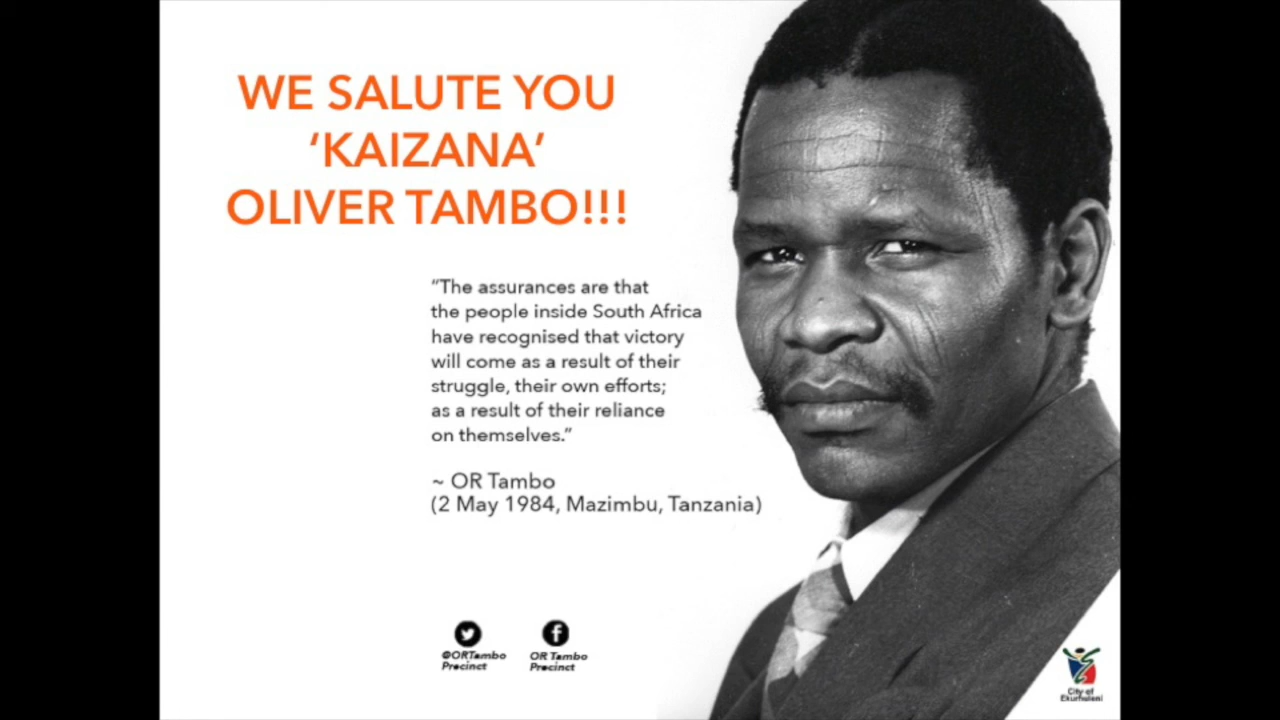 WE SALUTE YOU
‘KAIZANA’
OLIVER TAMBO!!!
“The assurances are that
the people inside South Africa
have recognised that victory
will come as a result of their
struggle, their own efforts;
as a result of their reliance
on themselves.”
~ OR Tambo
(2 May 1984, Mazimbu, Tanzania)
@ORTambo
Precinct
OR Tambo
Precinct
City of
Ekurhuleni